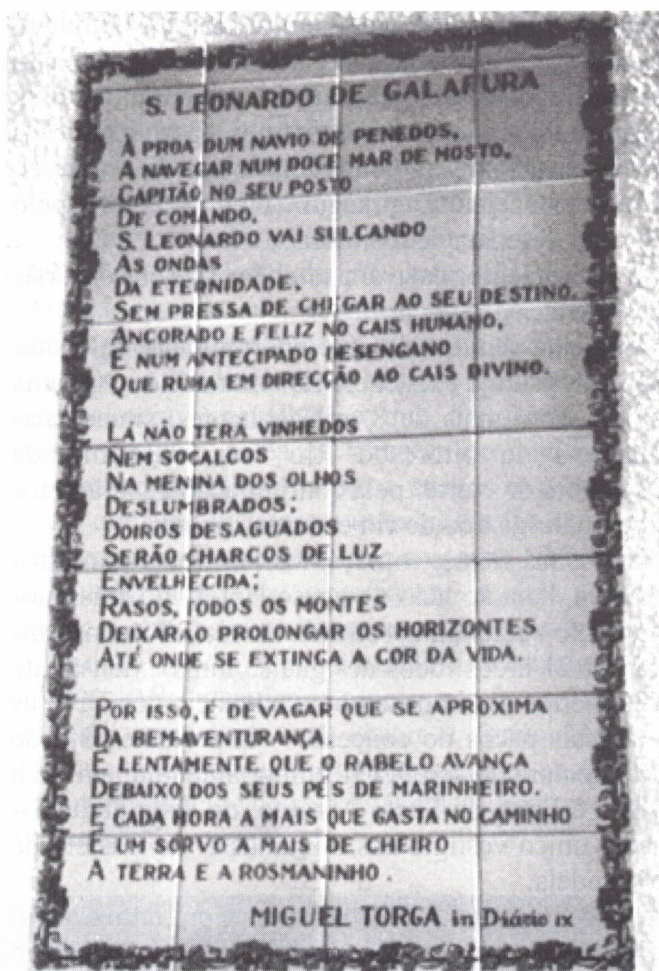 S. LEONARDO DE GALAFURA
À PROA DUM NAVIO DE PENEDOS,
A NAVEGAR NUM DOCE MAR DE MOSTO,
CAPITÃO NO SEU POSTO
DE COMANDO,
S. LEONARDO VAI SULCANDO
AS ONDAS
DA ETERNIDADE,
SEM PRESSA DE CHEGAR AO SEU DESTINO.
ANCORADO E FELIZ NO CAIS HUMANO,
É NUM ANTECIPADO DESENGANO
QUE RUMA EM DIRECÇÃO AO CAIS DIVINO.
LÁ NÃO TERÁ VINHEDOS
NEM SOCALCOS
NA MENINA DOS OLHOS
DESLUMBRADOS;
DOIROS DESAGUADOS
SERÃO CHARCOS DE LUZ
ENVELHECIDA;
RASOS, TODOS OS MONTES
DEIXARÃO PROLONGAR OS HORIZONTES
ATÉ ONDE SE EXTINGA A COR DA VIDA.
POR ISSO, É DEVAGAR QUE SE APROXIMA
DA BEM-AVENTURANÇA
É LENTAMENTE QUE O RABELO AVANÇA
DEBAIXO DOS SEUS PÉS DE MARINHEIRO.
E CADA HORA A MAIS QUE GASTA NO CAMINHO
É UM SORVO A MAIS DE CHEIRO
A TERRA E A ROSMANINHO.
MIGUEL TORGA in Diário IX